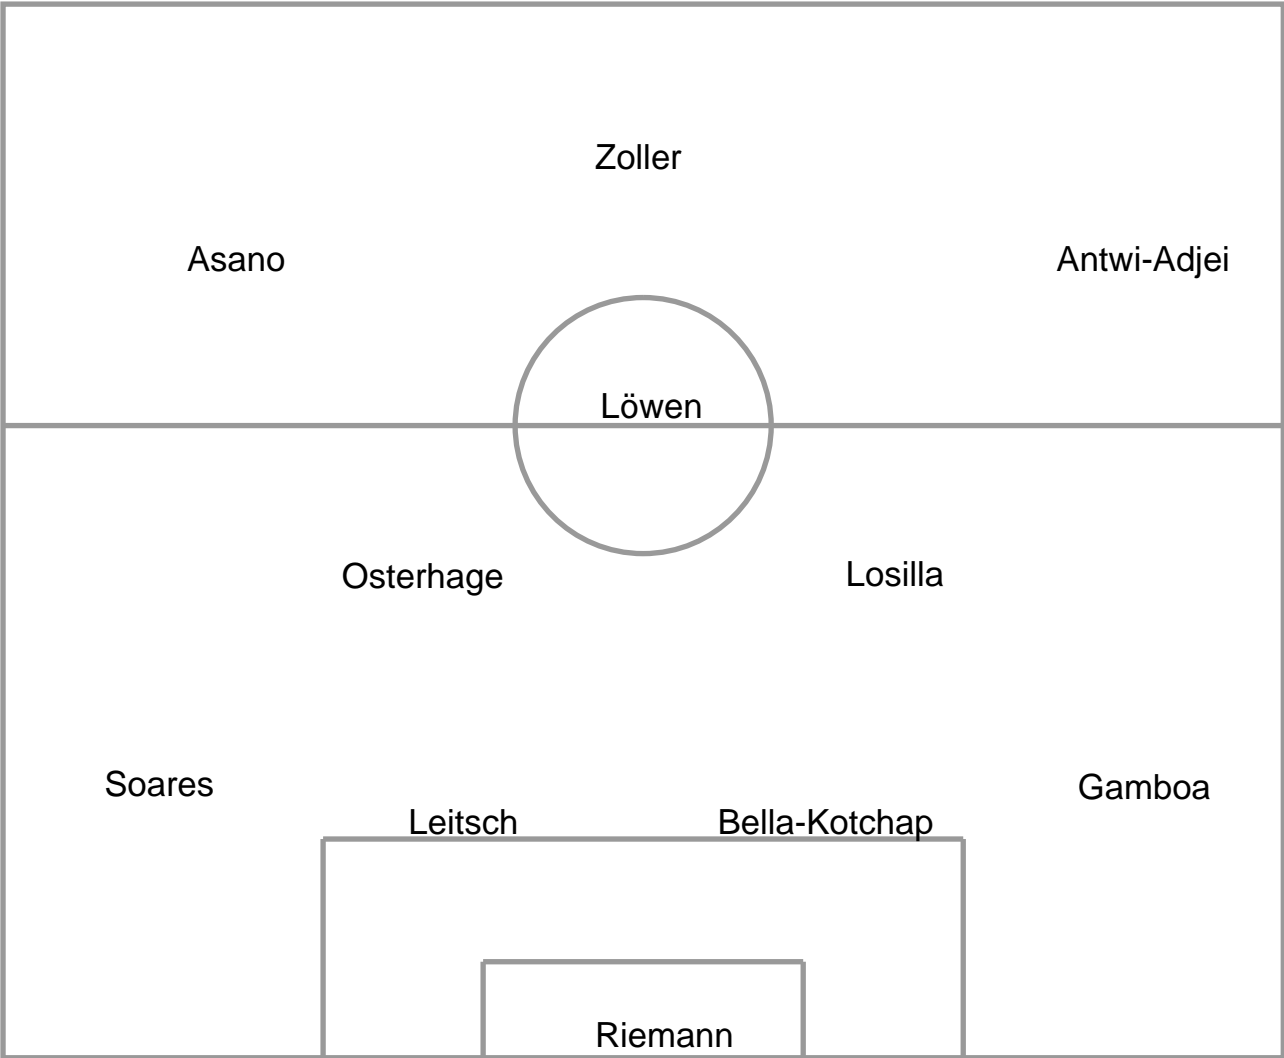 Zoller
Asano
Antwi-Adjei
Löwen
Osterhage
Losilla
Soares
Gamboa
Leitsch
Bella-Kotchap
Riemann